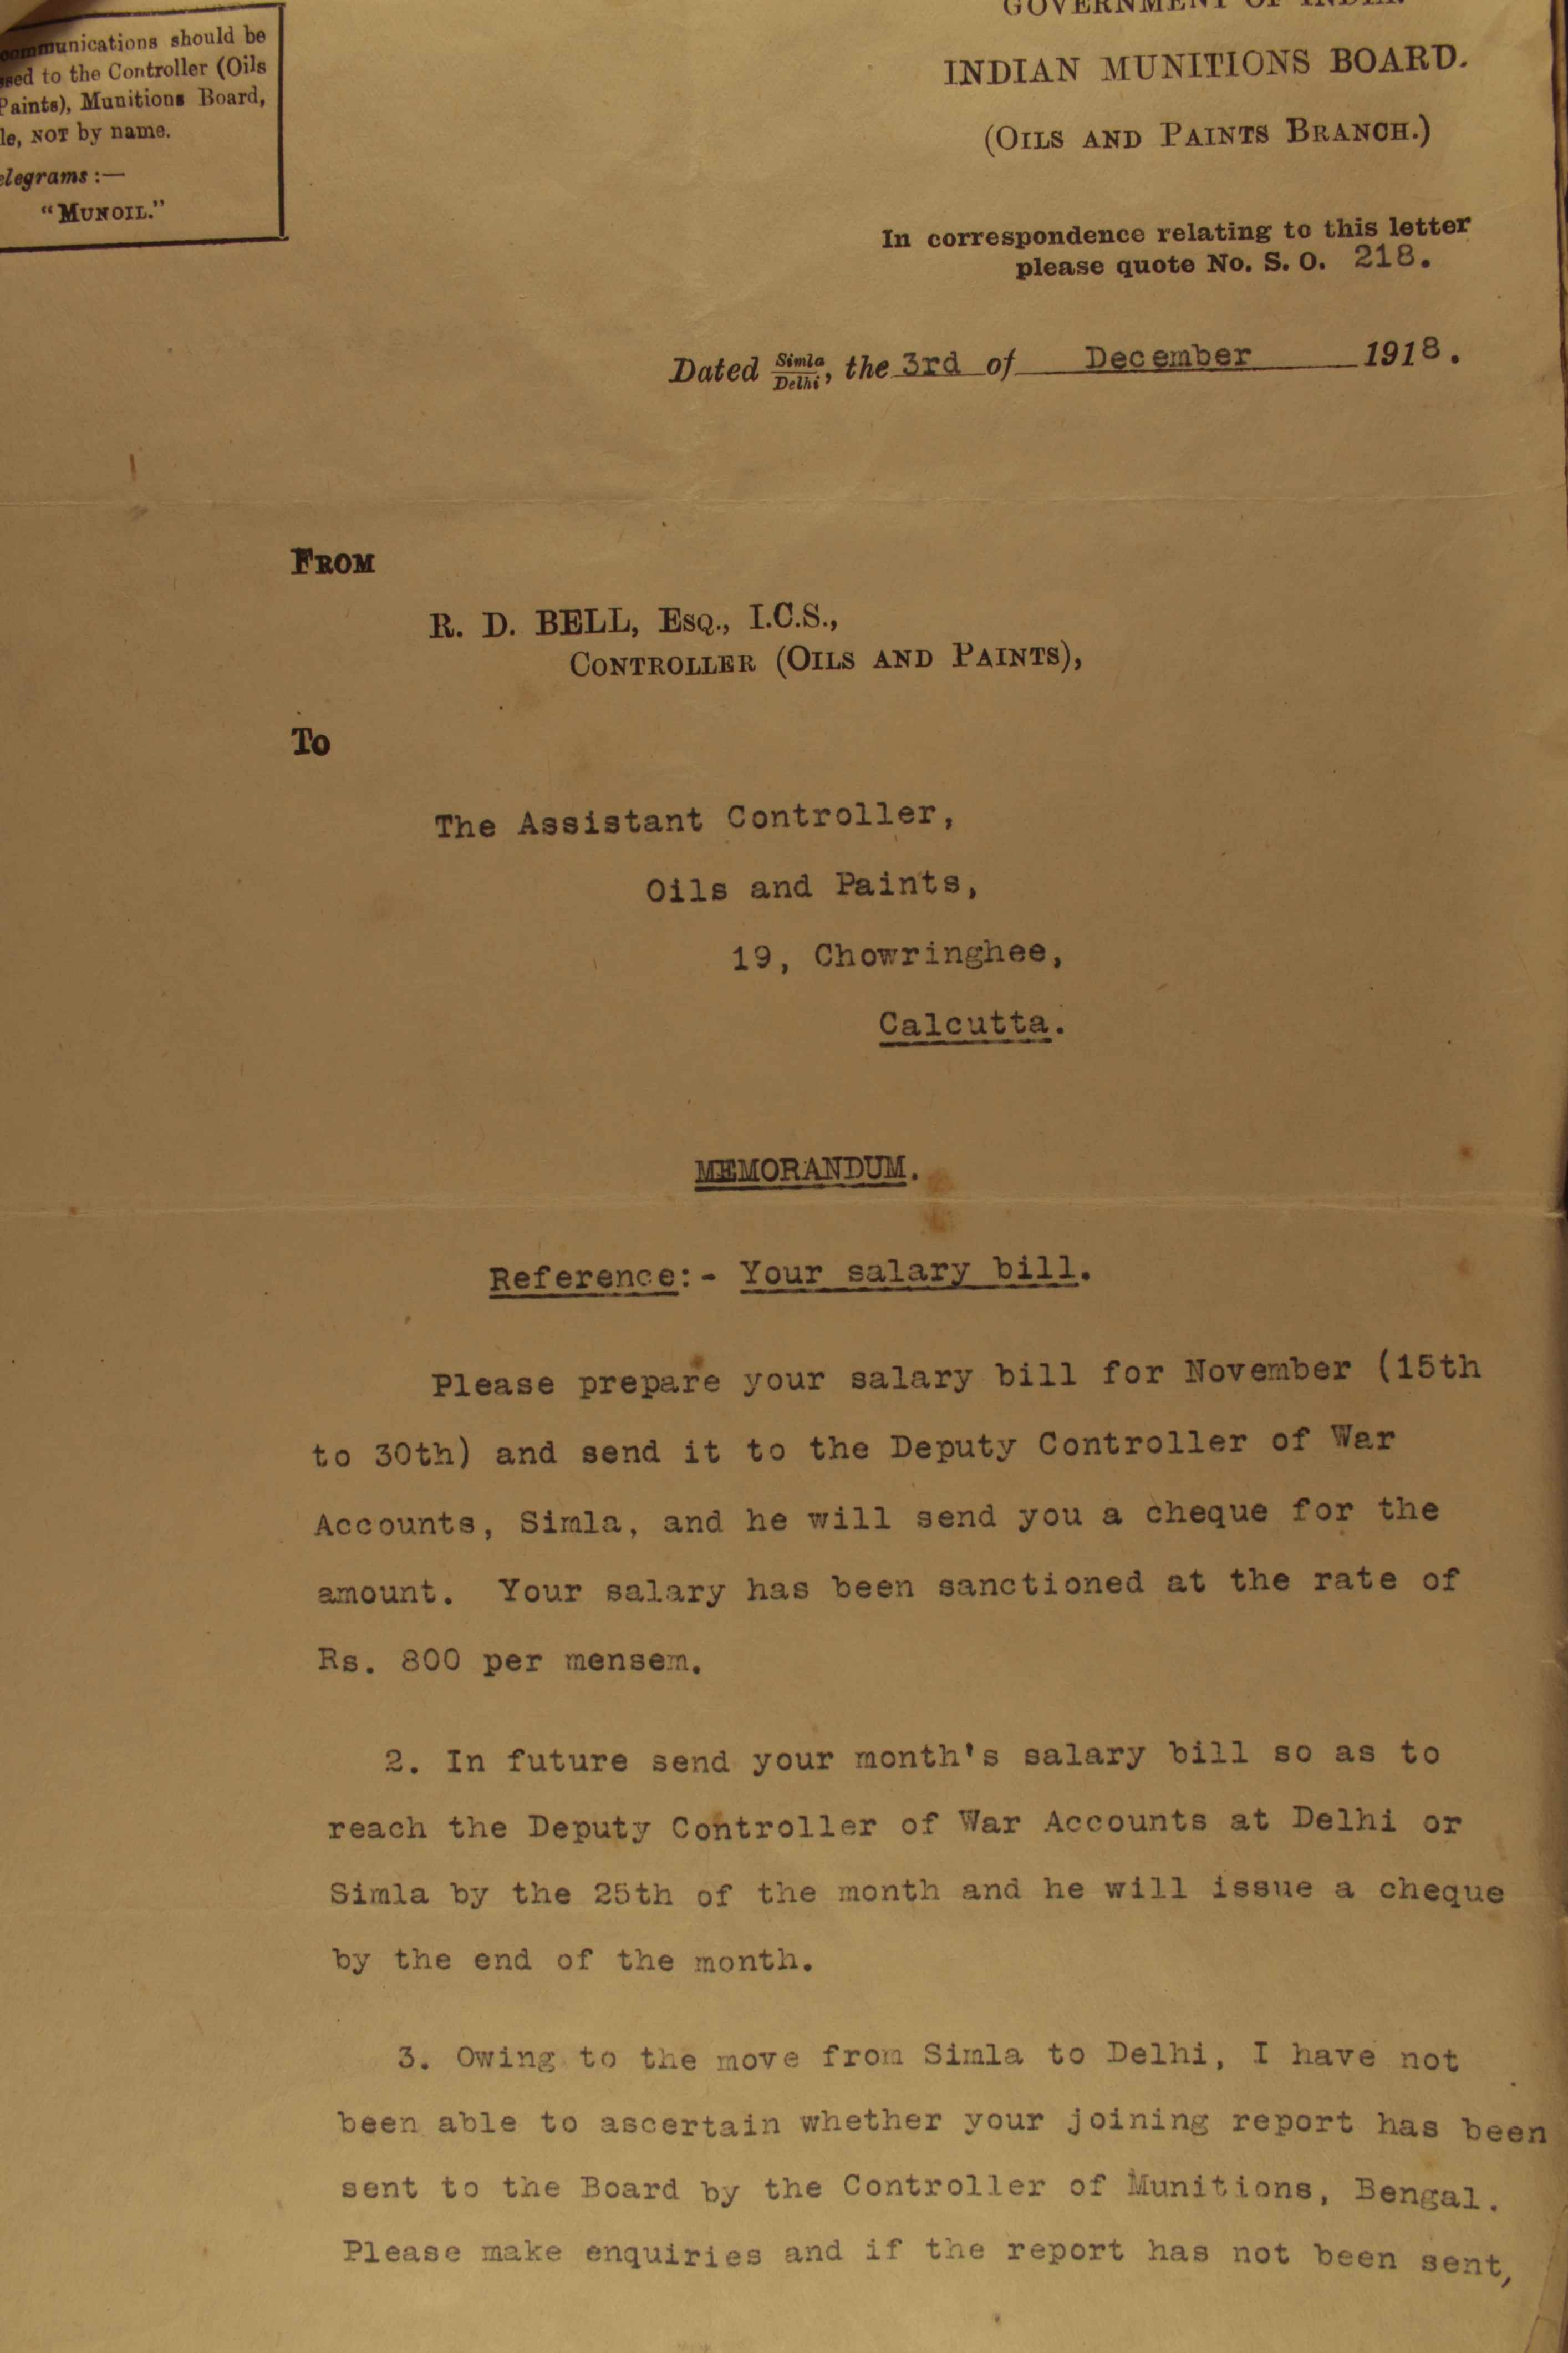 communications should be
to the Controller (Oils
Paints), Munitions Board,
NOT by name.
Telegrams :—
"MUNOIL."
GOVERNMENT OF INDIA.
INDIAN MUNITIONS BOARD.
(OILS AND PAINTS BRANCH.)
In correspondence relating to this letter
please quote No. S. O. 218.
Dated Simla/Delhi, the 3rd of December 1918.
FROM
R. D. BELL, ESQ., I.C.S.,
CONTROLLER (OILS AND PAINTS),
To
The Assistant Controller,
Oils and Paints,
19, Chowringhee,
Calcutta.
MEMORANDUM.
Reference:- Your salary bill.
Please prepare your salary bill for November (15th
to 30th) and send it to the Deputy Controller of War
Accounts, Simla, and he will send you a cheque for the
amount. Your salary has been sanctioned at the rate of
Rs. 800 per mensem.
2. In future send your month's salary bill so as to
reach the Deputy Controller of War Accounts at Delhi or
Simla by the 25th of the month and he will issue a cheque
by the end of the month.
3. Owing to the move from Simla to Delhi, I have not
been able to ascertain whether your joining report has been
sent to the Board by the Controller of Munitions, Bengal.
Please make enquiries and if the report has not been sent,